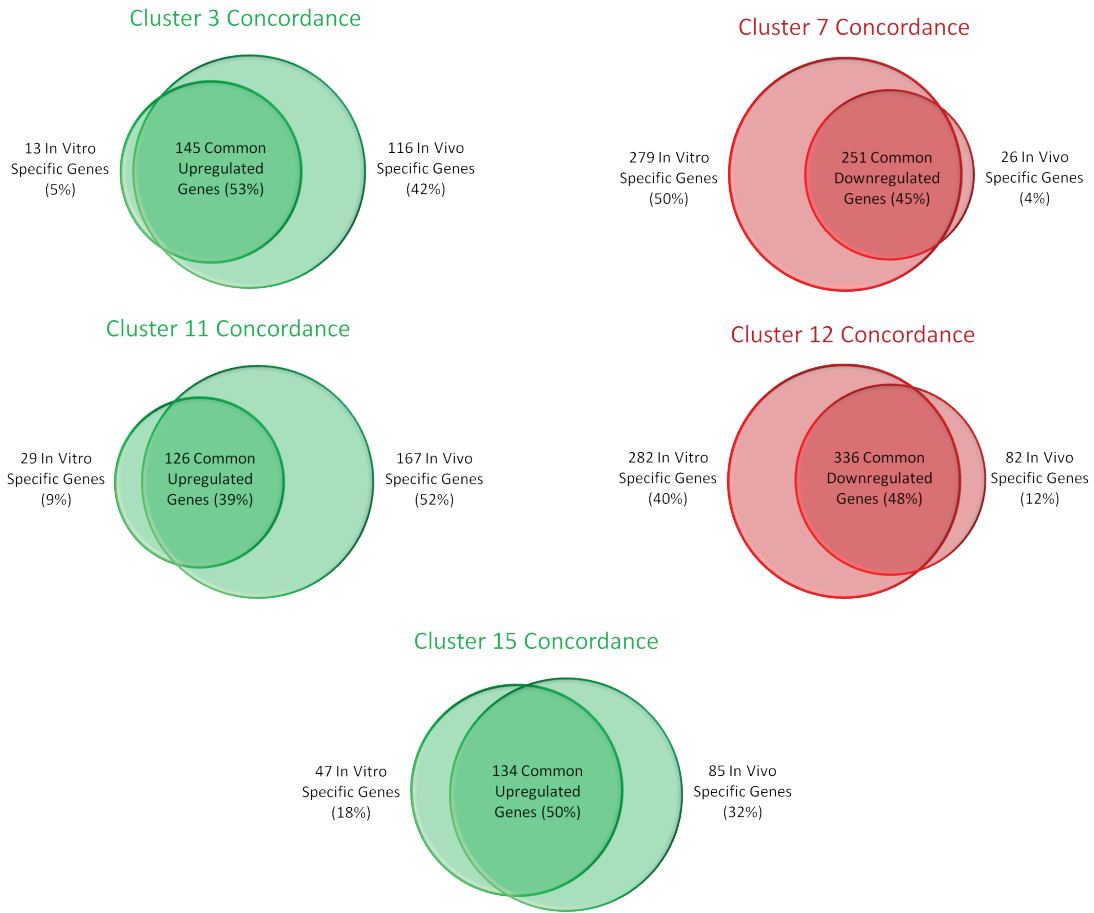 Cluster 3 Concordance
13 In Vitro
Specific Genes
(5%)
145 Common
Upregulated
Genes (53%)
116 In Vivo
Specific Genes
(42%)
Cluster 7 Concordance
279 In Vitro
Specific Genes
(50%)
251 Common
Downregulated
Genes (45%)
26 In Vivo
Specific Genes
(4%)
Cluster 11 Concordance
29 In Vitro
Specific Genes
(9%)
126 Common
Upregulated
Genes (39%)
167 In Vivo
Specific Genes
(52%)
Cluster 12 Concordance
282 In Vitro
Specific Genes
(40%)
336 Common
Downregulated
Genes (48%)
82 In Vivo
Specific Genes
(12%)
Cluster 15 Concordance
47 In Vitro
Specific Genes
(18%)
134 Common
Upregulated
Genes (50%)
85 In Vivo
Specific Genes
(32%)